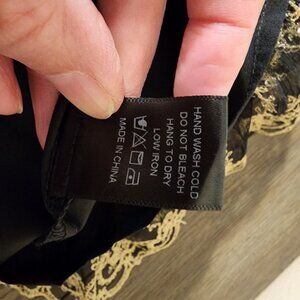 HAND WASH COLD
DO NOT BLEACH
HANG TO DRY
LOW IRON
MADE IN CHINA